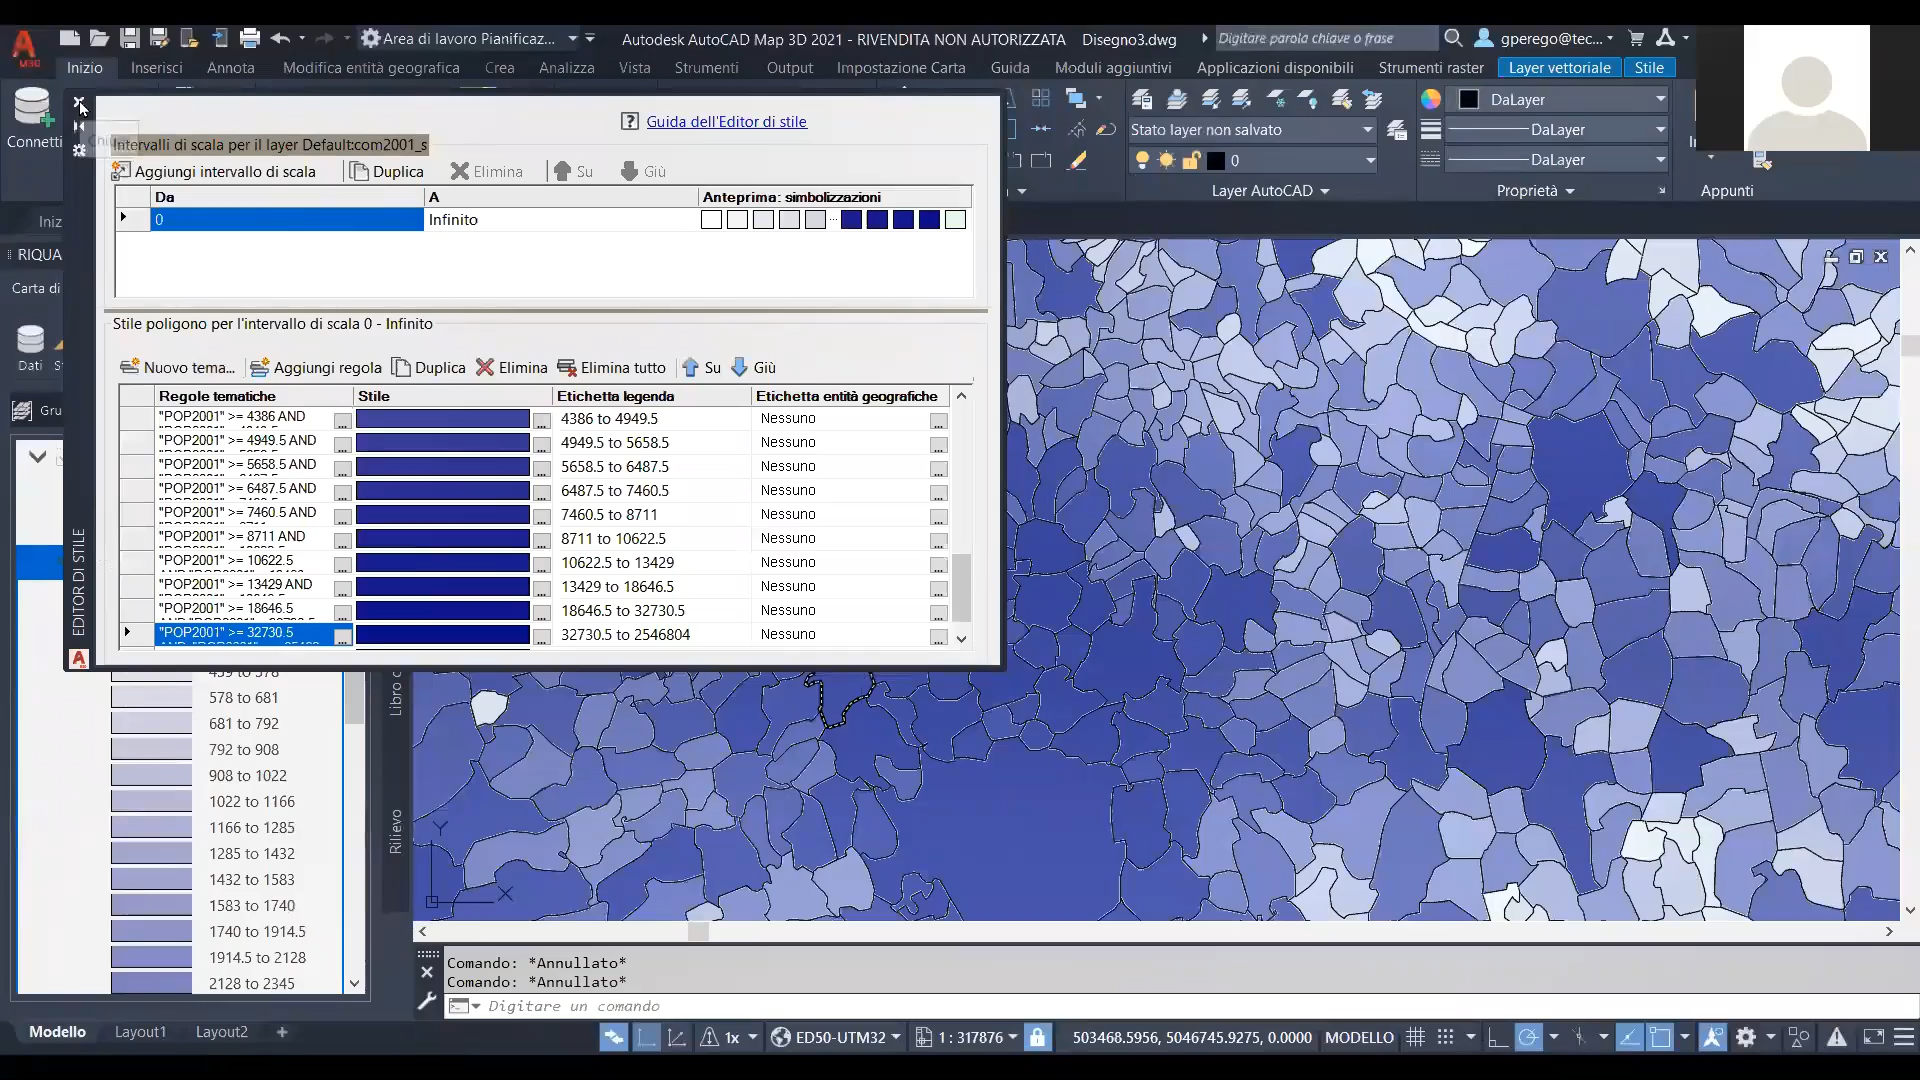 Area di lavoro Pianificaz...
Autodesk AutoCAD Map 3D 2021 - RIVENDITA NON AUTORIZZATA Disegno3.dwg
Digitare parola chiave o frase
gperego@tec...
Inizio Inserisci Annota Modifica entità geografica Crea Analizza Vista Strumenti Output Impostazione Carta Guida Moduli aggiuntivi Applicazioni disponibili Strumenti raster Layer vettoriale Stile
Connetti
Guida dell'Editor di stile
Intervalli di scala per il layer Default:com2001_s
Aggiungi intervallo di scala Duplica Elimina Su Giù
Da A Anteprima: simbolizzazioni
0 Infinito
DaLayer
Stato layer non salvato DaLayer
0 DaLayer
Layer AutoCAD Proprietà Appunti
Iniz
RIQUA
Carta di
Dati St
Gru
Stile poligono per l'intervallo di scala 0 - Infinito
Nuovo tema... Aggiungi regola Duplica Elimina Elimina tutto Su Giù
Regole tematiche Stile Etichetta legenda Etichetta entità geografiche
"POP2001" >= 4386 AND ... ... 4386 to 4949.5 Nessuno ...
"POP2001" >= 4949.5 AND ... ... 4949.5 to 5658.5 Nessuno ...
"POP2001" >= 5658.5 AND ... ... 5658.5 to 6487.5 Nessuno ...
"POP2001" >= 6487.5 AND ... ... 6487.5 to 7460.5 Nessuno ...
"POP2001" >= 7460.5 AND ... ... 7460.5 to 8711 Nessuno ...
"POP2001" >= 8711 AND ... ... 8711 to 10622.5 Nessuno ...
"POP2001" >= 10622.5 ... ... 10622.5 to 13429 Nessuno ...
"POP2001" >= 13429 AND ... ... 13429 to 18646.5 Nessuno ...
"POP2001" >= 18646.5 ... ... 18646.5 to 32730.5 Nessuno ...
"POP2001" >= 32730.5 ... ... 32730.5 to 2546804 Nessuno ...
EDITOR DI STILE
459 to 578
578 to 681
681 to 792
792 to 908
908 to 1022
1022 to 1166
1166 to 1285
1285 to 1432
1432 to 1583
1583 to 1740
1740 to 1914.5
1914.5 to 2128
2128 to 2345
Libro c
Rilievo
Y
X
Comando: *Annullato*
Comando: *Annullato*
Digitare un comando
Modello Layout1 Layout2 +
1x ED50-UTM32 1 : 317876 503468.5956, 5046745.9275, 0.0000 MODELLO